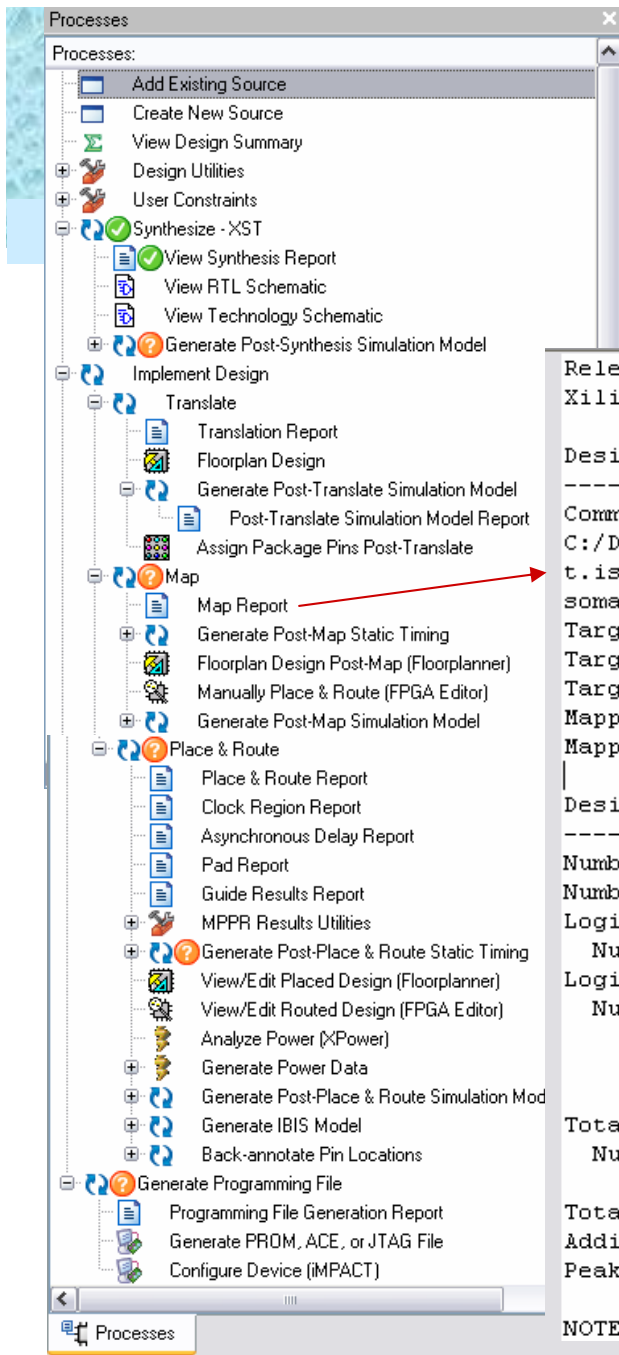 Processes
Processes:
Add Existing Source
Create New Source
View Design Summary
Design Utilities
User Constraints
Synthesize - XST
View Synthesis Report
View RTL Schematic
View Technology Schematic
Generate Post-Synthesis Simulation Model
Implement Design
Translate
Translation Report
Floorplan Design
Generate Post-Translate Simulation Model
Post-Translate Simulation Model Report
Assign Package Pins Post-Translate
Map
Map Report
Generate Post-Map Static Timing
Floorplan Design Post-Map (Floorplanner)
Manually Place & Route (FPGA Editor)
Generate Post-Map Simulation Model
Place & Route
Place & Route Report
Clock Region Report
Asynchronous Delay Report
Pad Report
Guide Results Report
MPPR Results Utilities
Generate Post-Place & Route Static Timing
View/Edit Placed Design (Floorplanner)
View/Edit Routed Design (FPGA Editor)
Analyze Power (XPower)
Generate Power Data
Generate Post-Place & Route Simulation Mod
Generate IBIS Model
Back-annotate Pin Locations
Generate Programming File
Programming File Generation Report
Generate PROM, ACE, or JTAG File
Configure Device (iMPACT)
Processes
Rele
Xili
Desi
----
Comm
C:/D
t.is
soma
Targ
Targ
Targ
Mapp
Mapp
Desi
----
Numb
Numb
Logi
Nu
Logi
Nu
Tota
Nu
Tota
Addi
Peak
NOTE